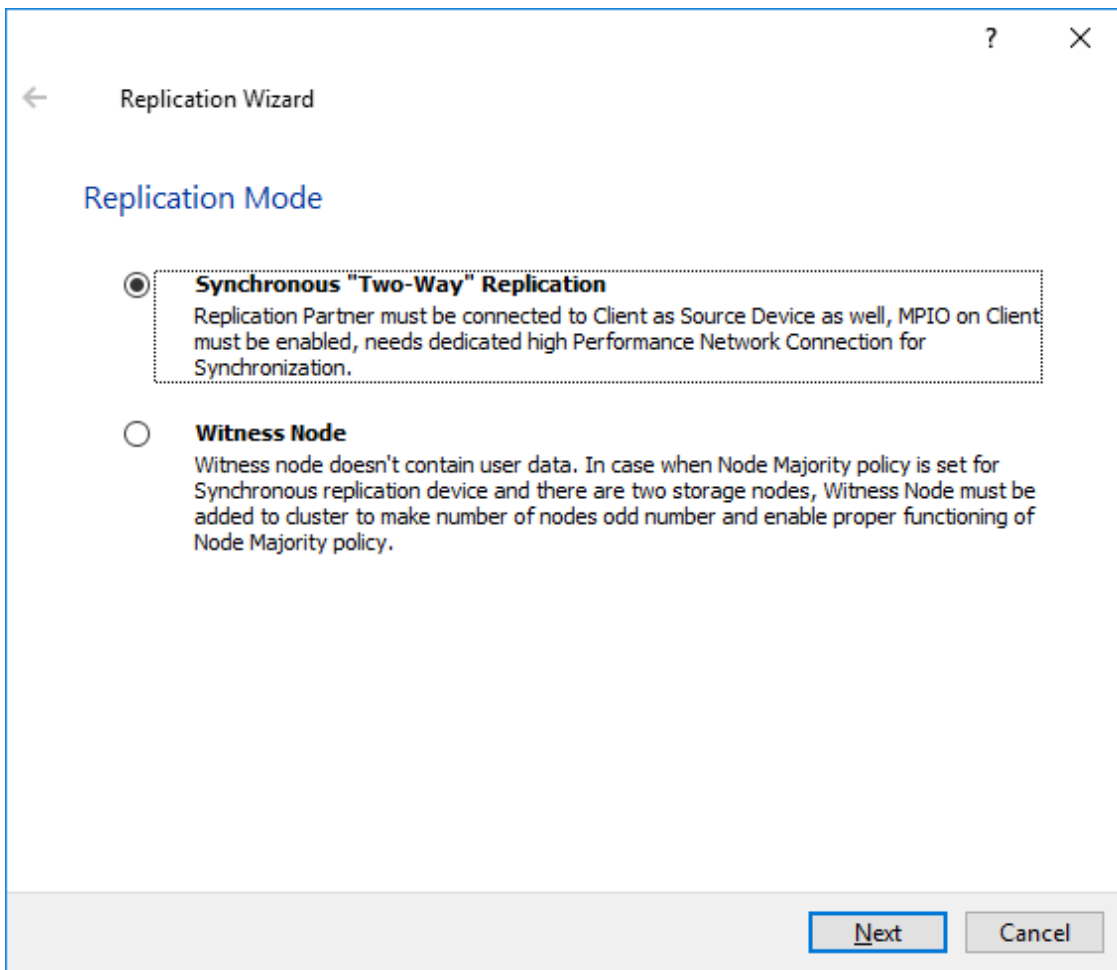 ?
Replication Wizard
Replication Mode
Synchronous "Two-Way" Replication
Replication Partner must be connected to Client as Source Device as well, MPIO on Client
must be enabled, needs dedicated high Performance Network Connection for
Synchronization.
Witness Node
Witness node doesn't contain user data. In case when Node Majority policy is set for
Synchronous replication device and there are two storage nodes, Witness Node must be
added to cluster to make number of nodes odd number and enable proper functioning of
Node Majority policy.
Next
Cancel